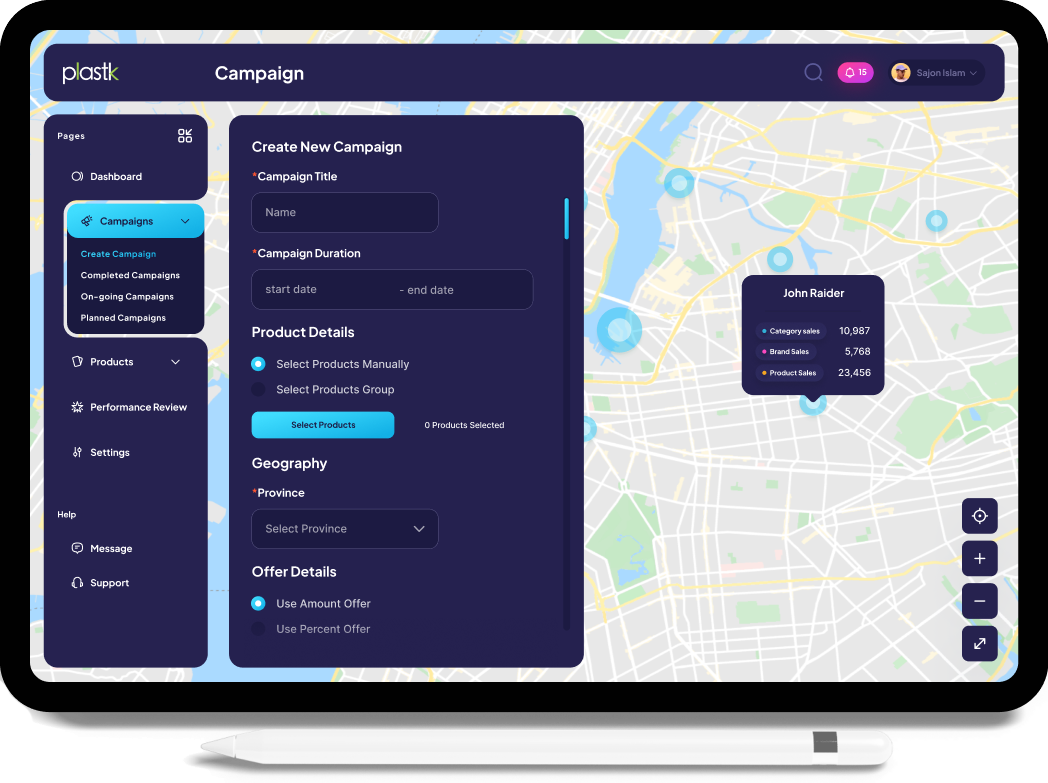 plastk
Campaign
15
Sajon Islam
Pages
Dashboard
Campaigns
Create Campaign
Completed Campaigns
On-going Campaigns
Planned Campaigns
Products
Performance Review
Settings
Help
Message
Support
Create New Campaign
*Campaign Title
Name
*Campaign Duration
start date - end date
Product Details
Select Products Manually
Select Products Group
Select Products 0 Products Selected
Geography
*Province
Select Province
Offer Details
Use Amount Offer
Use Percent Offer
John Raider
Category sales 10,987
Brand Sales 5,768
Product Sales 23,456